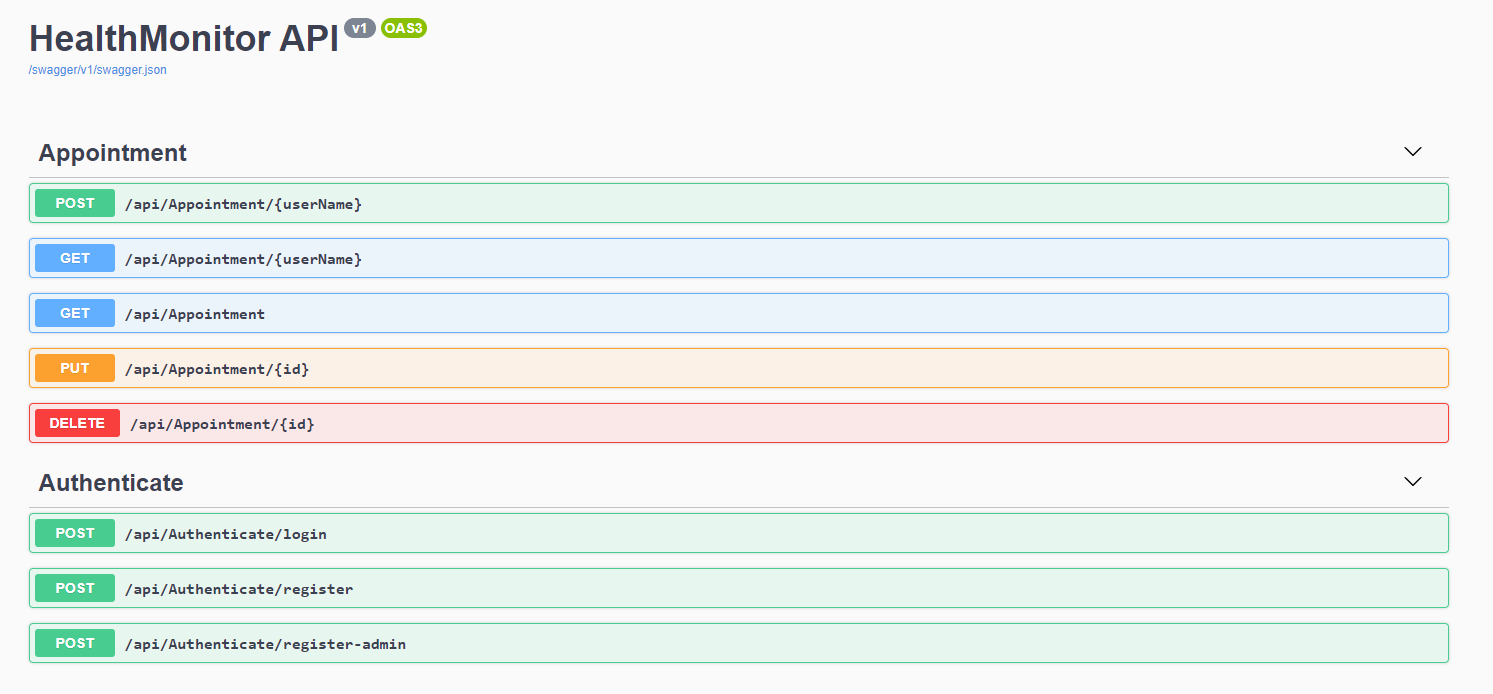 HealthMonitor API v1 OAS3
/swagger/v1/swagger.json
Appointment
POST /api/Appointment/{userName}
GET /api/Appointment/{userName}
GET /api/Appointment
PUT /api/Appointment/{id}
DELETE /api/Appointment/{id}
Authenticate
POST /api/Authenticate/login
POST /api/Authenticate/register
POST /api/Authenticate/register-admin